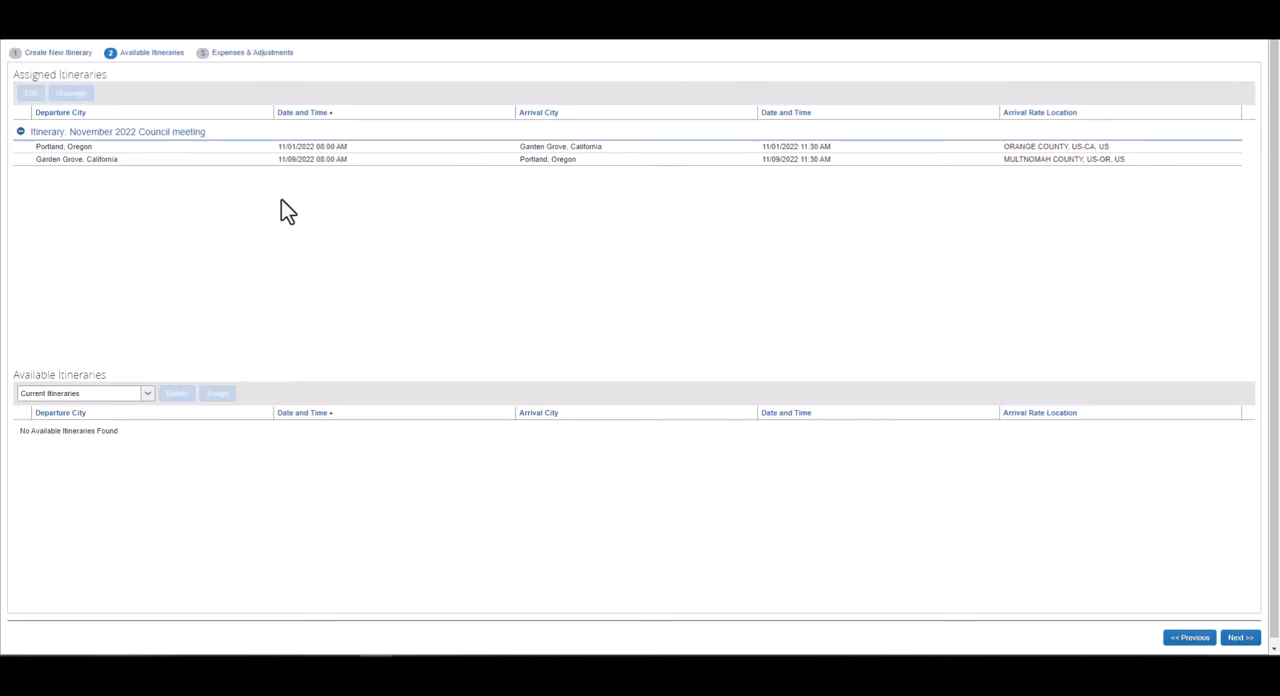 1 Create New Itinerary 2 Available Itineraries 3 Expenses & Adjustments
Assigned Itineraries
Edit Unassign
Departure City Date and Time Arrival City Date and Time Arrival Rate Location
Itinerary: November 2022 Council meeting
Portland, Oregon 11/01/2022 08:00 AM Garden Grove, California 11/01/2022 11:30 AM ORANGE COUNTY, US-CA, US
Garden Grove, California 11/09/2022 08:00 AM Portland, Oregon 11/09/2022 11:30 AM MULTNOMAH COUNTY, US-OR, US
Available Itineraries
Current Itineraries Delete Assign
Departure City Date and Time Arrival City Date and Time Arrival Rate Location
No Available Itineraries Found
<< Previous Next >>